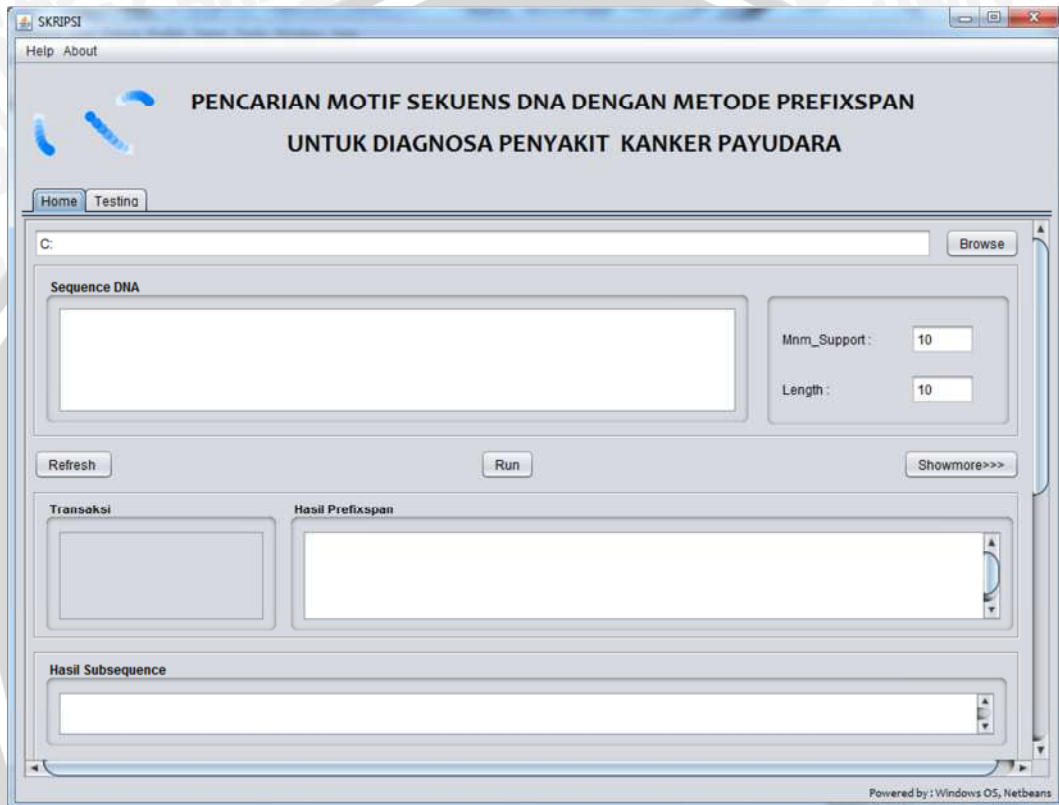 SKRIPSI
Help About
PENCARIAN MOTIF SEKUENS DNA DENGAN METODE PREFIXSPAN
UNTUK DIAGNOSA PENYAKIT KANKER PAYUDARA
Home Testing
C: Browse
Sequence DNA
Mnm_Support : 10
Length : 10
Refresh Run Showmore>>>
Transaksi Hasil Prefixspan
Hasil Subsequence
Powered by : Windows OS, Netbeans